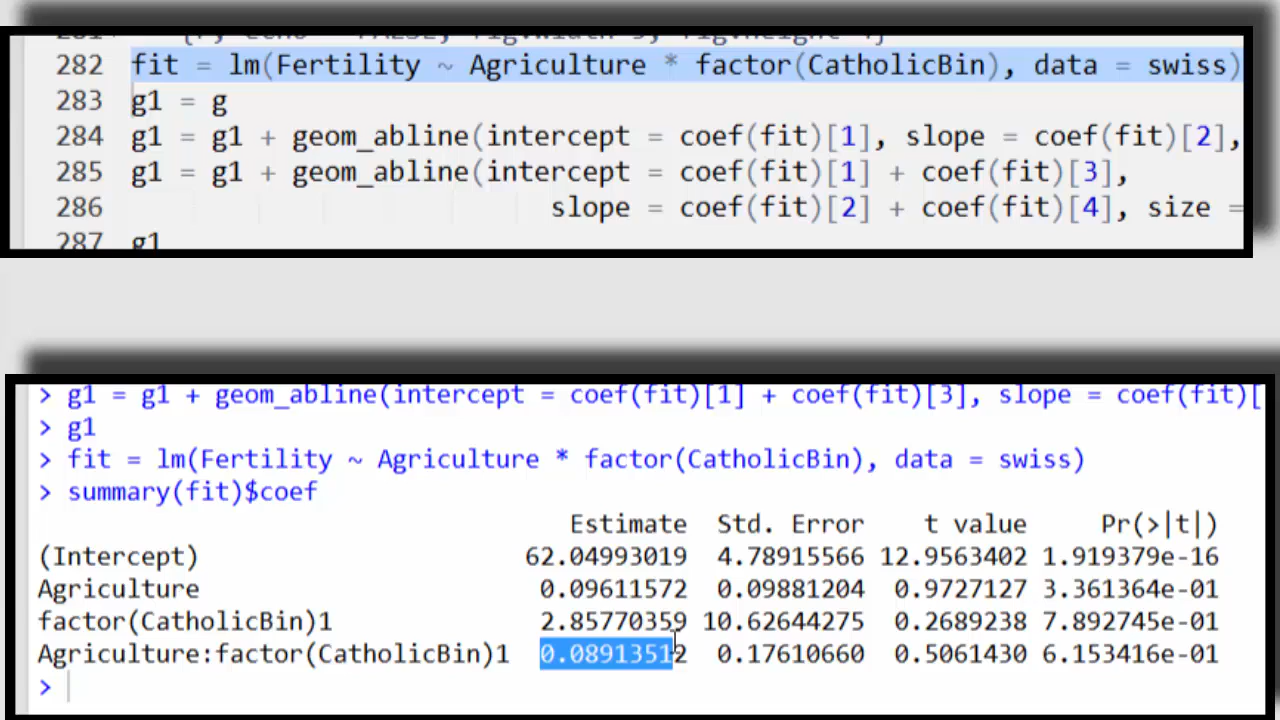 282 fit = lm(Fertility ~ Agriculture * factor(CatholicBin), data = swiss)
283 g1 = g
284 g1 = g1 + geom_abline(intercept = coef(fit)[1], slope = coef(fit)[2],
285 g1 = g1 + geom_abline(intercept = coef(fit)[1] + coef(fit)[3],
286 slope = coef(fit)[2] + coef(fit)[4], size =
287 g1
> g1 = g1 + geom_abline(intercept = coef(fit)[1] + coef(fit)[3], slope = coef(fit)[
> g1
> fit = lm(Fertility ~ Agriculture * factor(CatholicBin), data = swiss)
> summary(fit)$coef
Estimate Std. Error t value Pr(>|t|)
(Intercept) 62.04993019 4.78915566 12.9563402 1.919379e-16
Agriculture 0.09611572 0.09881204 0.9727127 3.361364e-01
factor(CatholicBin)1 2.85770359 10.62644275 0.2689238 7.892745e-01
Agriculture:factor(CatholicBin)1 0.08913512 0.17610660 0.5061430 6.153416e-01
>